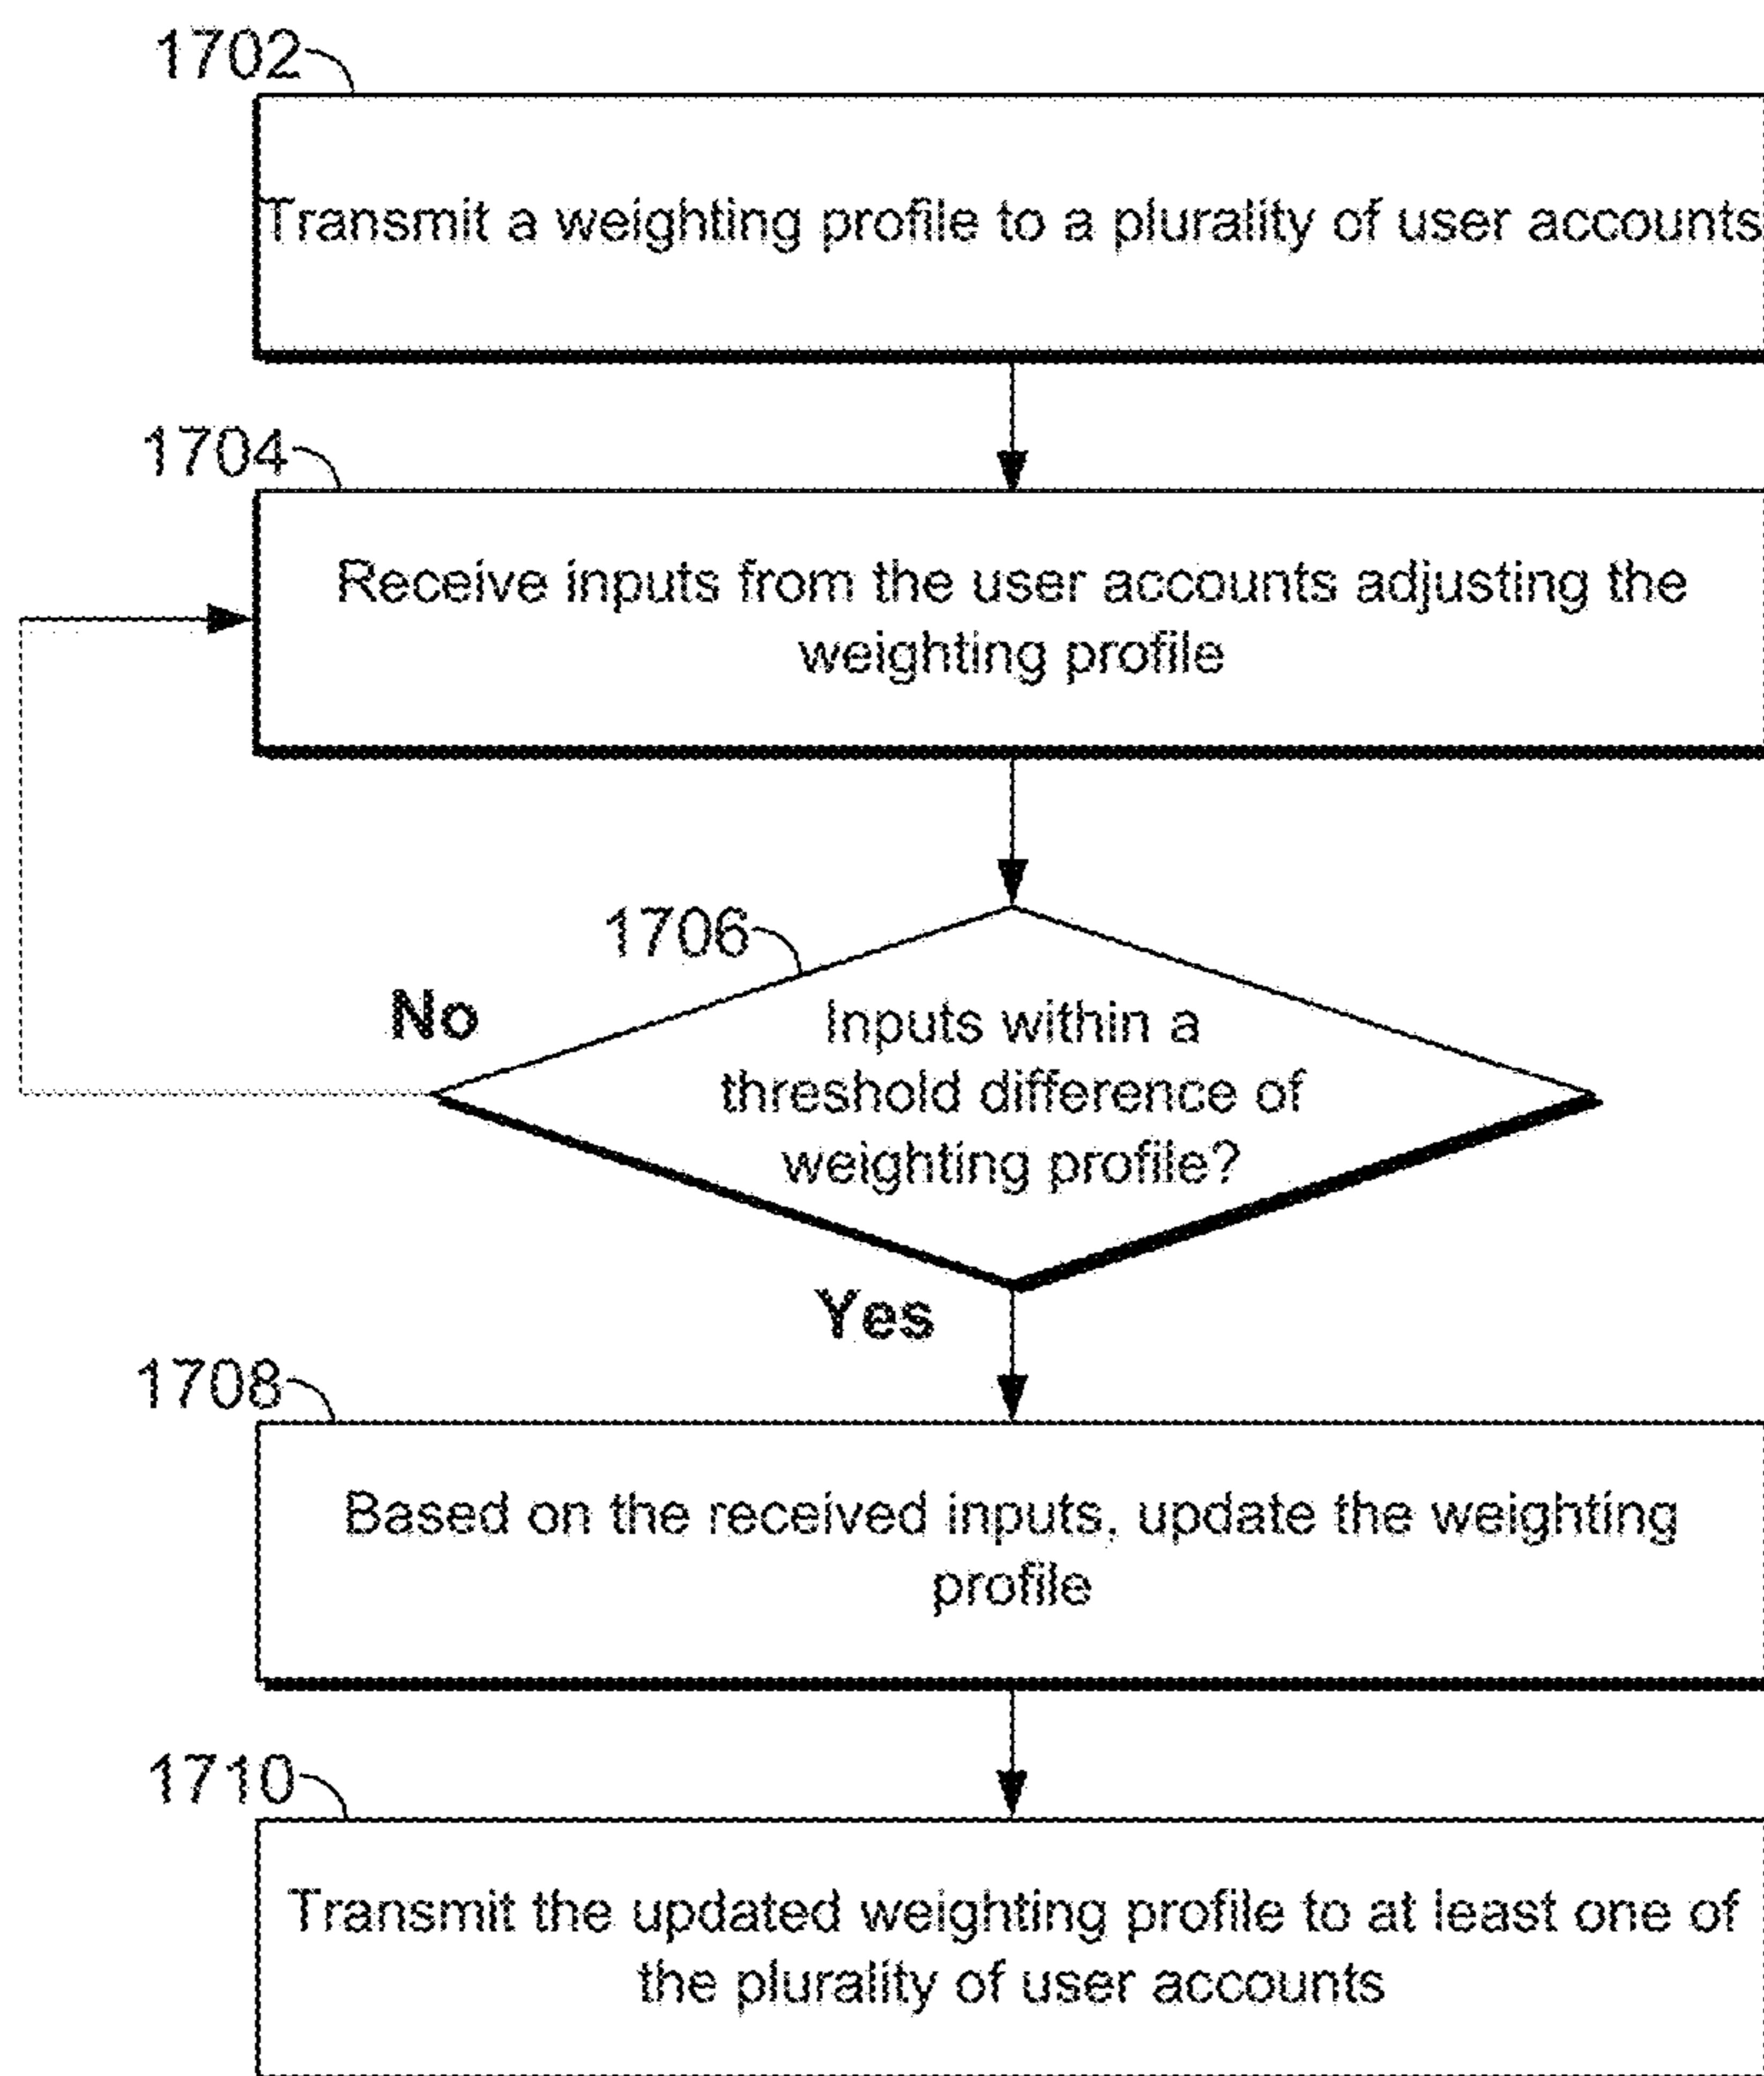 1702
Transmit a weighting profile to a plurality of user accounts
1704
Receive inputs from the user accounts adjusting the
weighting profile
1706
No
Inputs within a
threshold difference of
weighting profile?
Yes
1708
Based on the received inputs, update the weighting
profile
1710
Transmit the updated weighting profile to at least one of
the plurality of user accounts